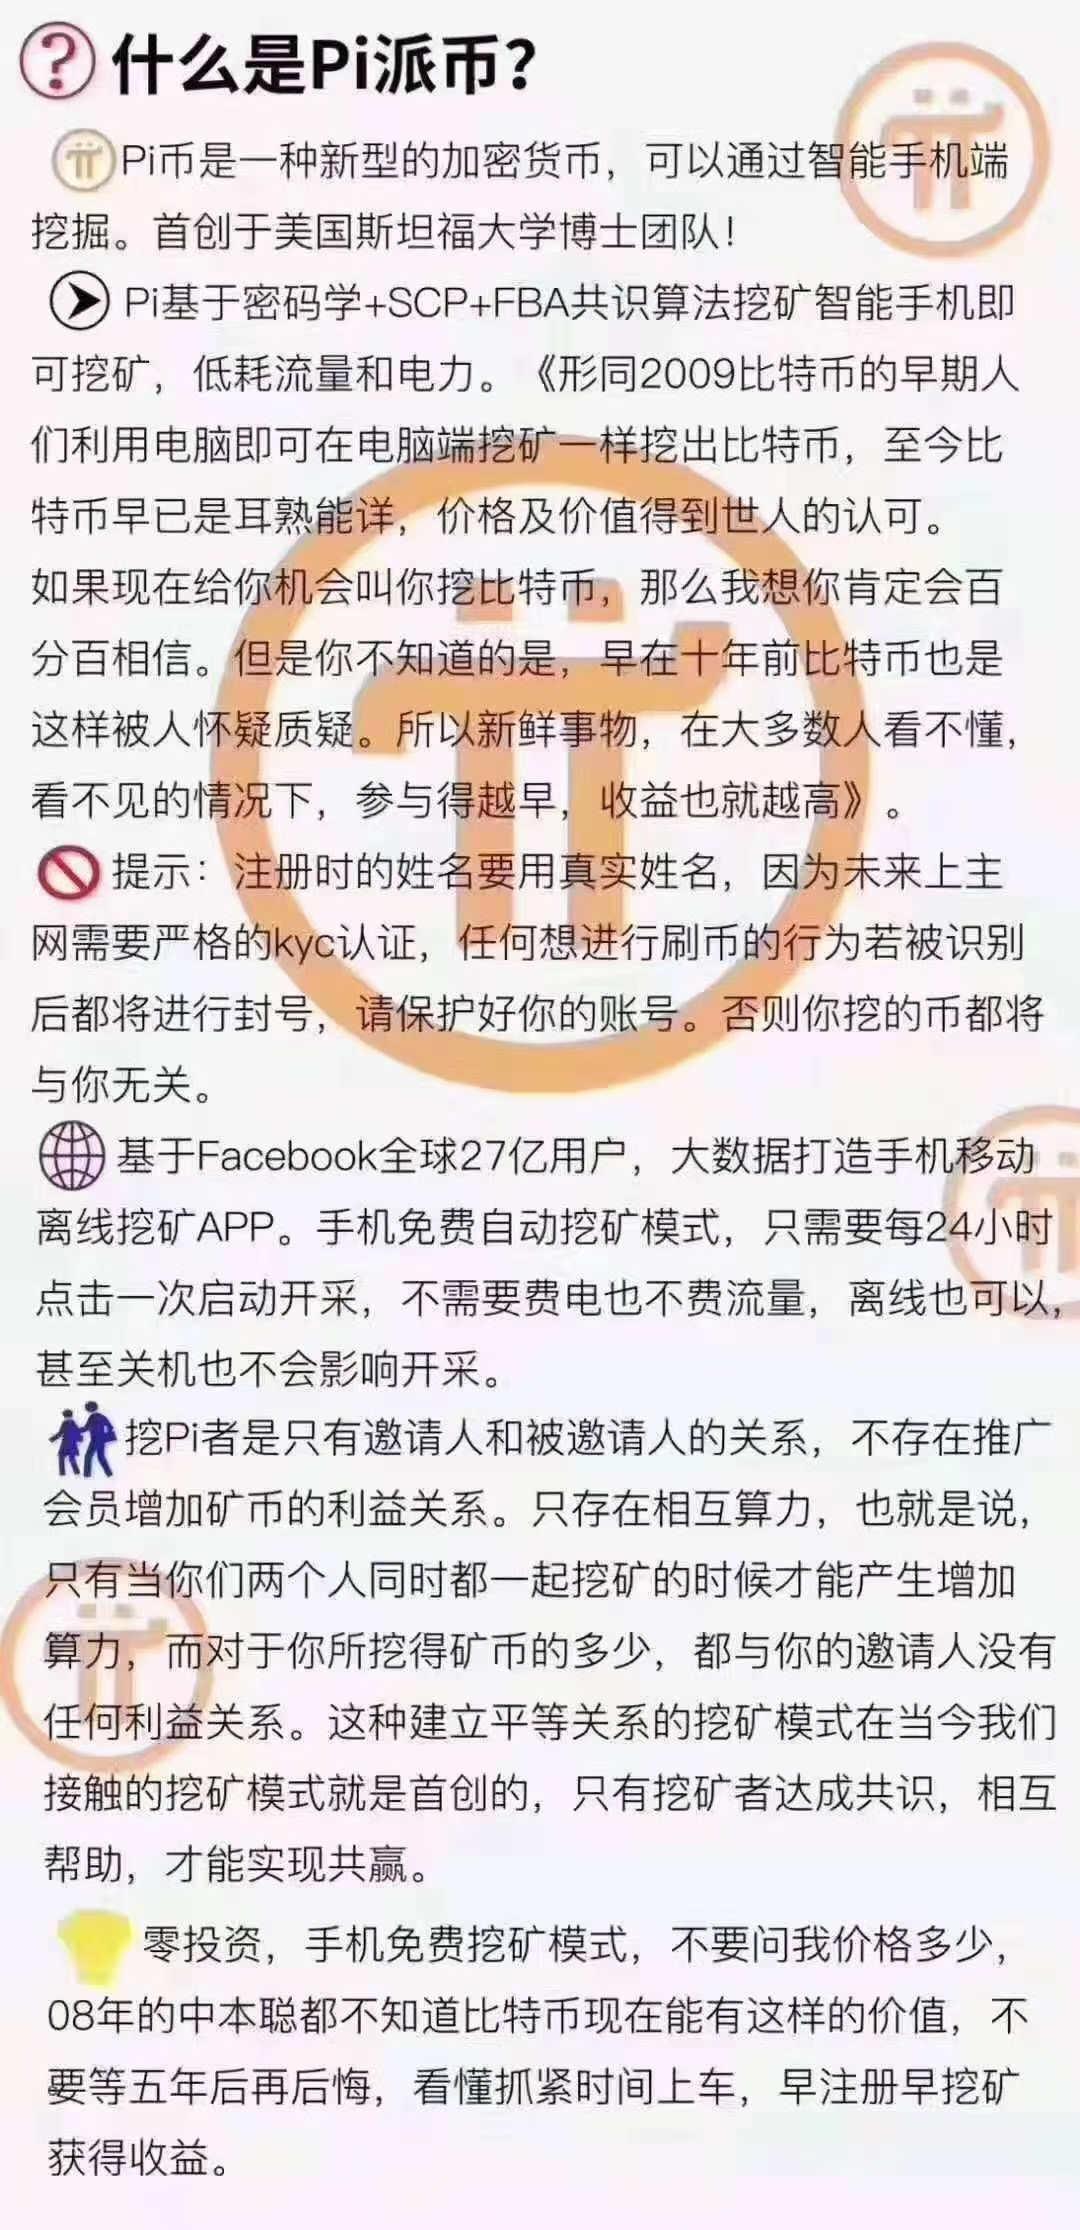 什么是Pi派币？
Pi币是一种新型的加密货币，可以通过智能手机端
挖掘。首创于美国斯坦福大学博士团队！
Pi基于密码学+SCP+FBA共识算法挖矿智能手机即
可挖矿，低耗流量和电力。《形同2009比特币的早期人
们利用电脑即可在电脑端挖矿一样挖出比特币，至今比
特币早已是耳熟能详，价格及价值得到世人的认可。
如果现在给你机会叫你挖比特币，那么我想你肯定会百
分百相信。但是你不知道的是，早在十年前比特币也是
这样被人怀疑质疑。所以新鲜事物，在大多数人看不懂，
看不见的情况下，参与得越早，收益也就越高》。
提示：注册时的姓名要用真实姓名，因为未来上主
网需要严格的kyc认证，任何想进行刷币的行为若被识别
后都将进行封号，请保护好你的账号。否则你挖的币都将
与你无关。
基于Facebook全球27亿用户，大数据打造手机移动
离线挖矿APP。手机免费自动挖矿模式，只需要每24小时
点击一次启动开采，不需要费电也不费流量，离线也可以，
甚至关机也不会影响开采。
挖Pi者是只有邀请人和被邀请人的关系，不存在推广
会员增加矿币的利益关系。只存在相互算力，也就是说，
只有当你们两个人同时都一起挖矿的时候才能产生增加
算力，而对于你所挖得矿币的多少，都与你的邀请人没有
任何利益关系。这种建立平等关系的挖矿模式在当今我们
接触的挖矿模式就是首创的，只有挖矿者达成共识，相互
帮助，才能实现共赢。
零投资，手机免费挖矿模式，不要问我价格多少，
08年的中本聪都不知道比特币现在能有这样的价值，不
要等五年后再后悔，看懂抓紧时间上车，早注册早挖矿
获得收益。